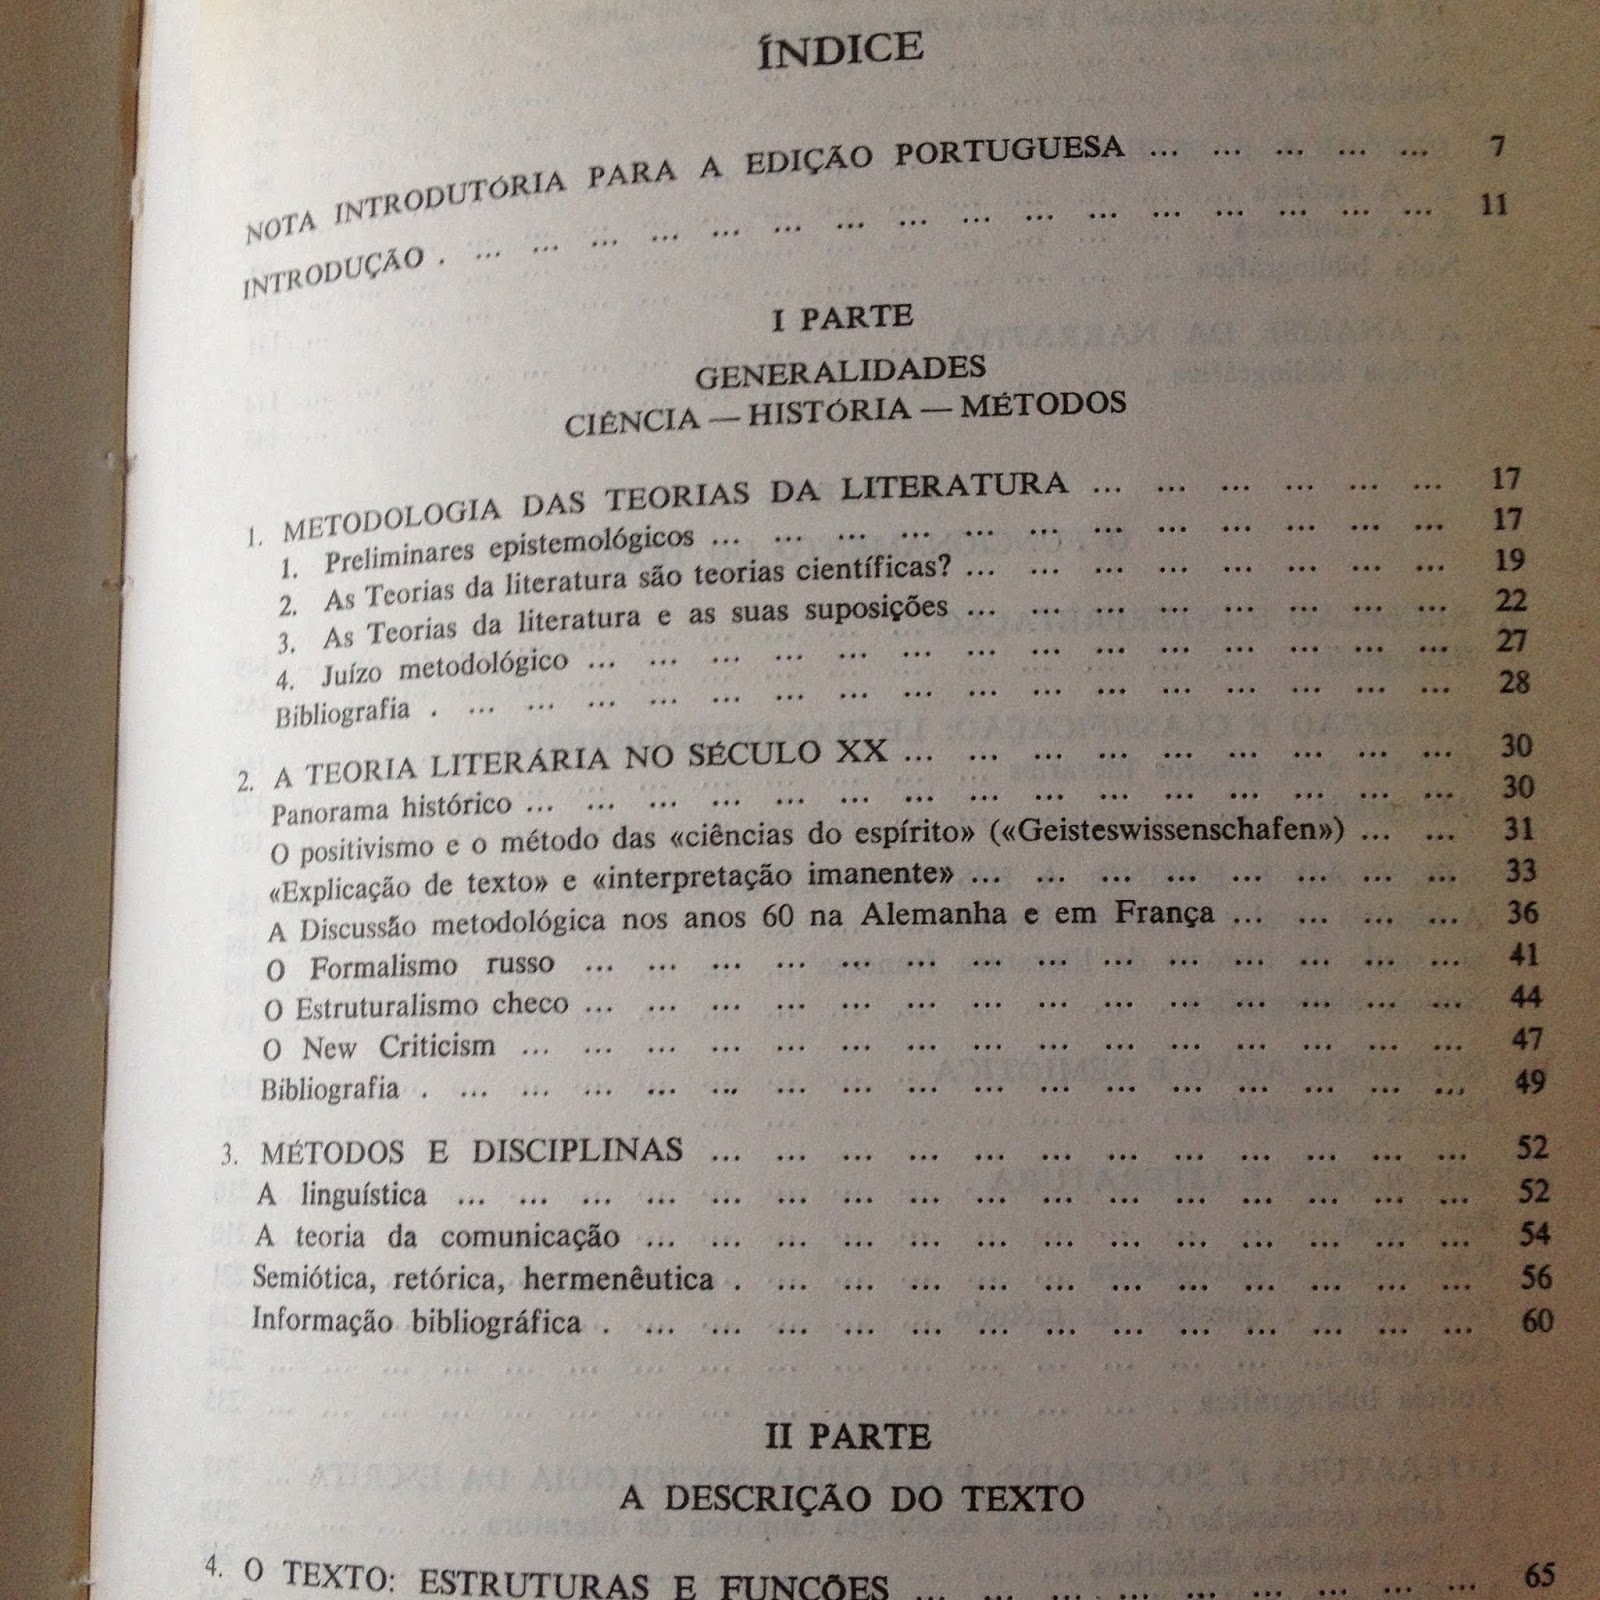 ÍNDICE
NOTA INTRODUTÓRIA PARA A EDIÇÃO PORTUGUESA ... ... ... ... ... 7
INTRODUÇÃO . ... ... ... ... ... ... ... ... ... ... ... ... ... ... ... ... 11
I PARTE
GENERALIDADES
CIÊNCIA — HISTÓRIA — MÉTODOS
1. METODOLOGIA DAS TEORIAS DA LITERATURA ... ... ... ... ... ... 17
1. Preliminares epistemológicos ... ... ... ... ... ... ... ... ... ... ... ... 17
2. As Teorias da literatura são teorias científicas? ... ... ... ... ... ... ... ... 19
3. As Teorias da literatura e as suas suposições ... ... ... ... ... ... ... ... 22
4. Juízo metodológico ... ... ... ... ... ... ... ... ... ... ... ... ... ... 27
Bibliografia . ... ... ... ... ... ... ... ... ... ... ... ... ... ... ... ... 28
2. A TEORIA LITERÁRIA NO SÉCULO XX ... ... ... ... ... ... ... ... ... 30
Panorama histórico ... ... ... ... ... ... ... ... ... ... ... ... ... ... ... 30
O positivismo e o método das «ciências do espírito» («Geisteswissenschafen») ... ... 31
«Explicação de texto» e «interpretação imanente» ... ... ... ... ... ... ... ... 33
A Discussão metodológica nos anos 60 na Alemanha e em França ... ... ... ... 36
O Formalismo russo ... ... ... ... ... ... ... ... ... ... ... ... ... ... 41
O Estruturalismo checo ... ... ... ... ... ... ... ... ... ... ... ... ... ... 44
O New Criticism ... ... ... ... ... ... ... ... ... ... ... ... ... ... ... 47
Bibliografia . ... ... ... ... ... ... ... ... ... ... ... ... ... ... ... ... 49
3. MÉTODOS E DISCIPLINAS ... ... ... ... ... ... ... ... ... ... ... ... 52
A linguística ... ... ... ... ... ... ... ... ... ... ... ... ... ... ... ... 52
A teoria da comunicação ... ... ... ... ... ... ... ... ... ... ... ... ... 54
Semiótica, retórica, hermenêutica . ... ... ... ... ... ... ... ... ... ... ... 56
Informação bibliográfica . ... ... ... ... ... ... ... ... ... ... ... ... ... 60
II PARTE
A DESCRIÇÃO DO TEXTO
4. O TEXTO: ESTRUTURAS E FUNÇÕES ... ... ... ... ... ... ... ... ... 65